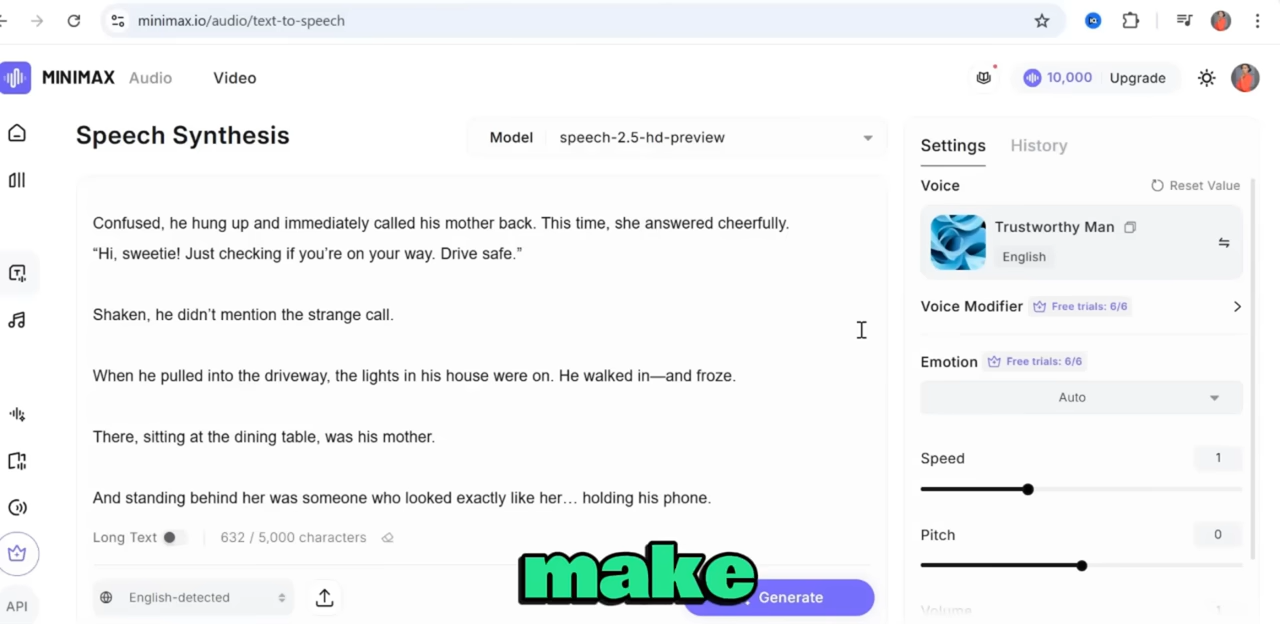 minimax.io/audio/text-to-speech
MINIMAX Audio Video
10,000 Upgrade
Speech Synthesis
Model speech-2.5-hd-preview
Settings History
Voice Reset Value
Trustworthy Man
English
Voice Modifier Free trials: 6/6
Emotion Free trials: 6/6
Auto
Speed 1
Pitch 0
Volume 1
Confused, he hung up and immediately called his mother back. This time, she answered cheerfully.
“Hi, sweetie! Just checking if you’re on your way. Drive safe.”
Shaken, he didn’t mention the strange call.
When he pulled into the driveway, the lights in his house were on. He walked in—and froze.
There, sitting at the dining table, was his mother.
And standing behind her was someone who looked exactly like her… holding his phone.
Long Text 632 / 5,000 characters
English-detected
Generate
make
API